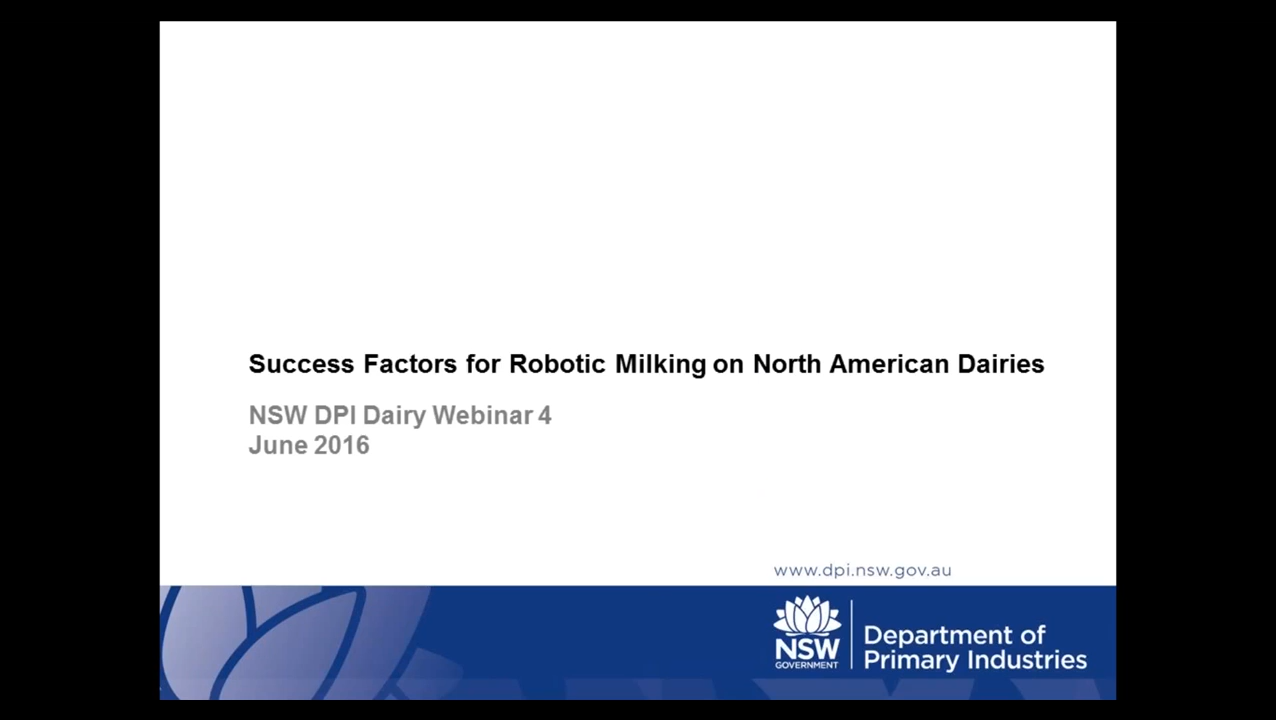 Success Factors for Robotic Milking on North American Dairies
NSW DPI Dairy Webinar 4
June 2016
www.dpi.nsw.gov.au
NSW
GOVERNMENT
Department of
Primary Industries